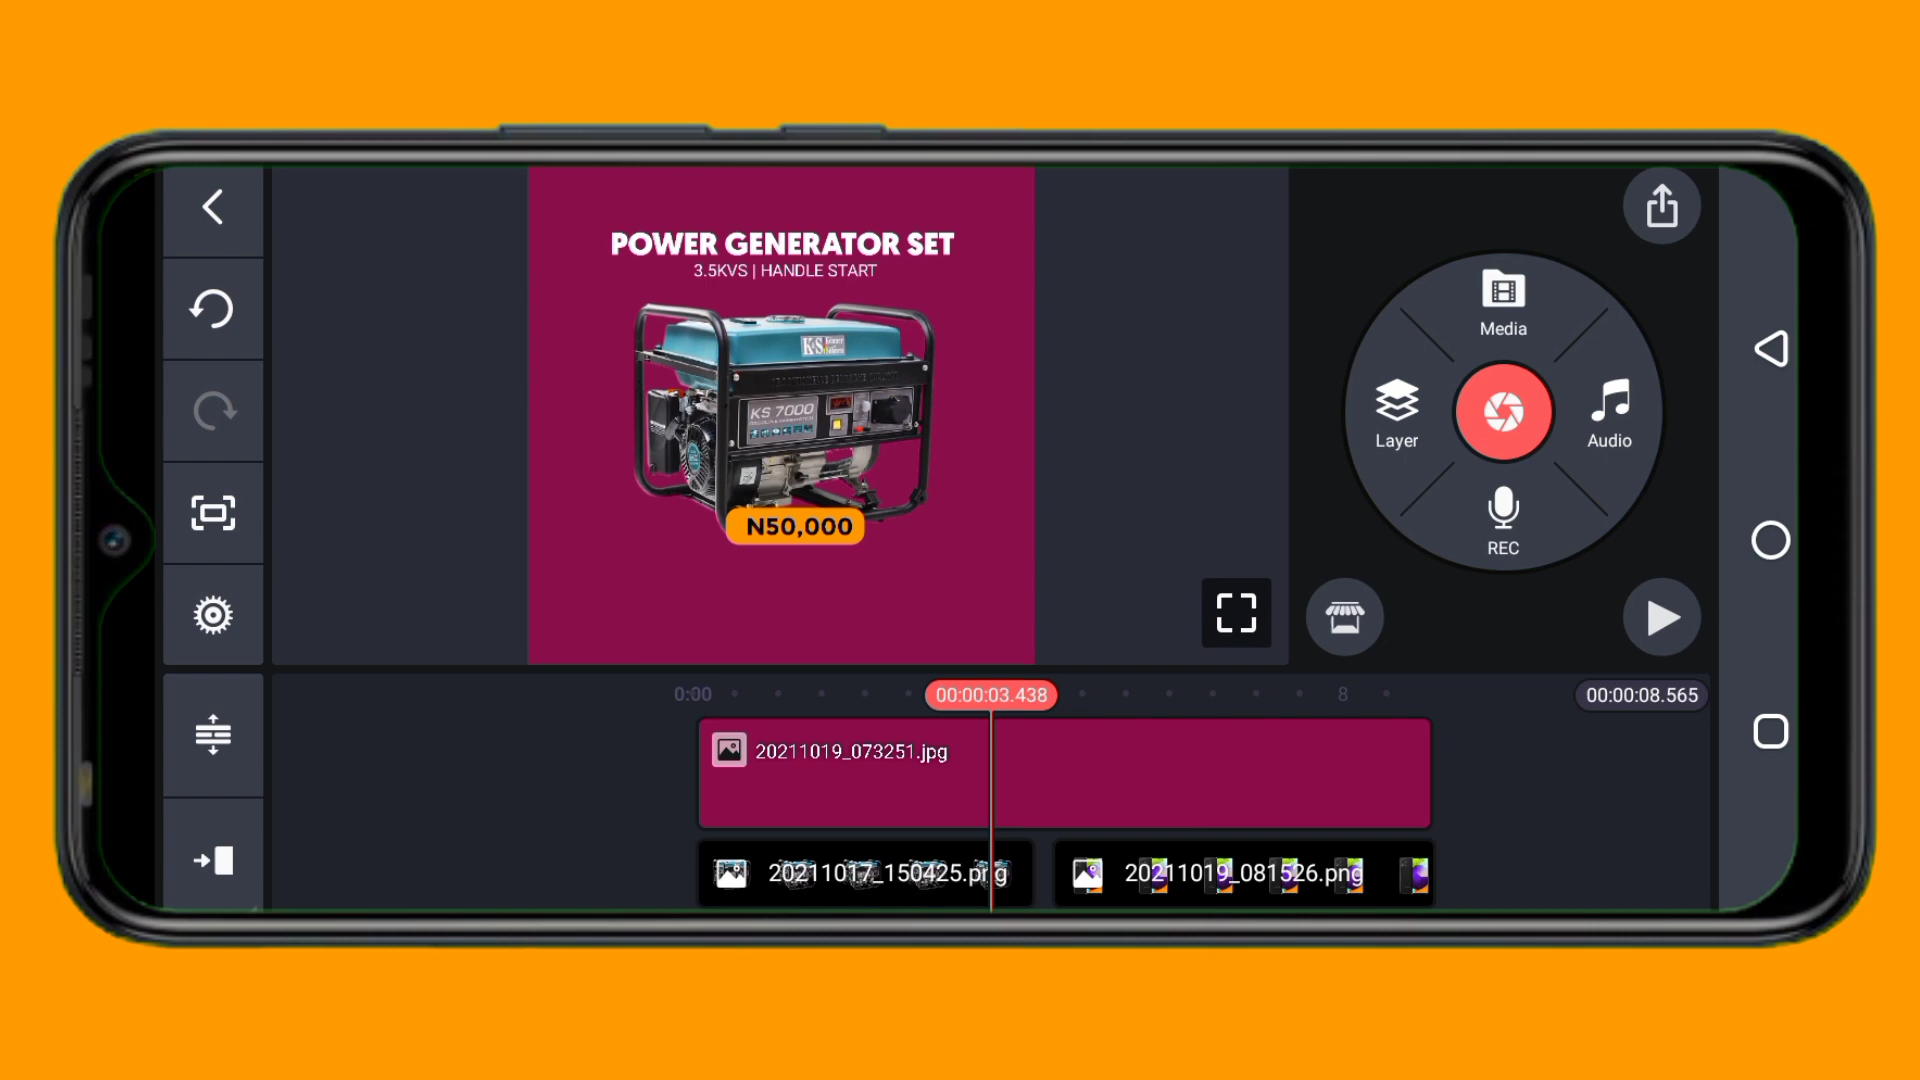 POWER GENERATOR SET
3.5KVS | HANDLE START
K&S
KS 7000
N50,000
Media
Layer
Audio
REC
0:00
00:00:03.438
8
00:00:08.565
20211019_073251.jpg
20211017_150425.png
20211019_081526.png